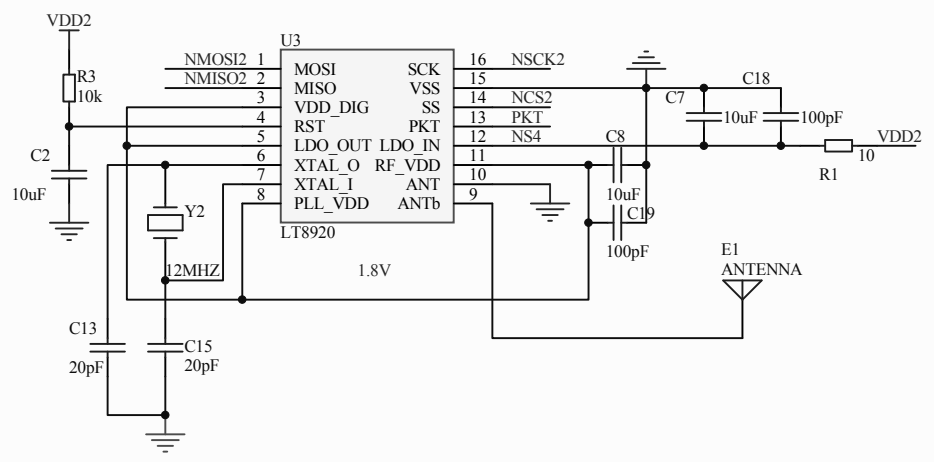 VDD2
U3
NMOSI2 1 MOSI SCK 16 NSCK2
NMISO2 2 MISO VSS 15 C18
R3
10k
3 VDD_DIG SS 14 NCS2 C7
4 RST PKT 13 PKT 10uF 100pF
5 LDO_OUT LDO_IN 12 NS4 C8 VDD2
C2
6 XTAL_O RF_VDD 11 10
R1
7 XTAL_I ANT 10 10uF
10uF
8 PLL_VDD ANTb 9
Y2
C19
LT8920
100pF
E1
12MHZ 1.8V ANTENNA
C13
20pF
C15
20pF